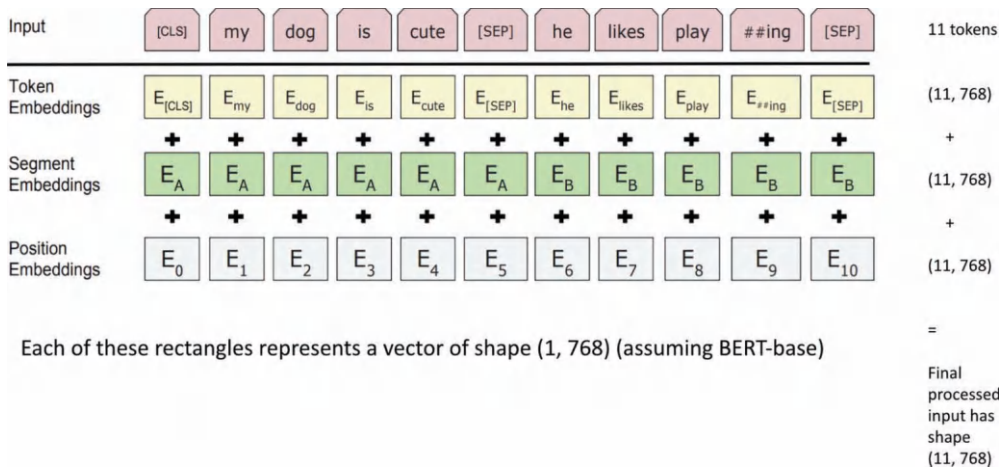 Input [CLS] my dog is cute [SEP] he likes play ##ing [SEP] 11 tokens
Token
Embeddings
E[CLS] Emy Edog Eis Ecute E[SEP] Ehe Elikes Eplay E##ing E[SEP] (11, 768)
+ + + + + + + + + + + +
Segment
Embeddings
EA EA EA EA EA EA EB EB EB EB EB (11, 768)
+ + + + + + + + + + + +
Position
Embeddings
E0 E1 E2 E3 E4 E5 E6 E7 E8 E9 E10 (11, 768)
=
Each of these rectangles represents a vector of shape (1, 768) (assuming BERT-base)
Final
processed
input has
shape
(11, 768)